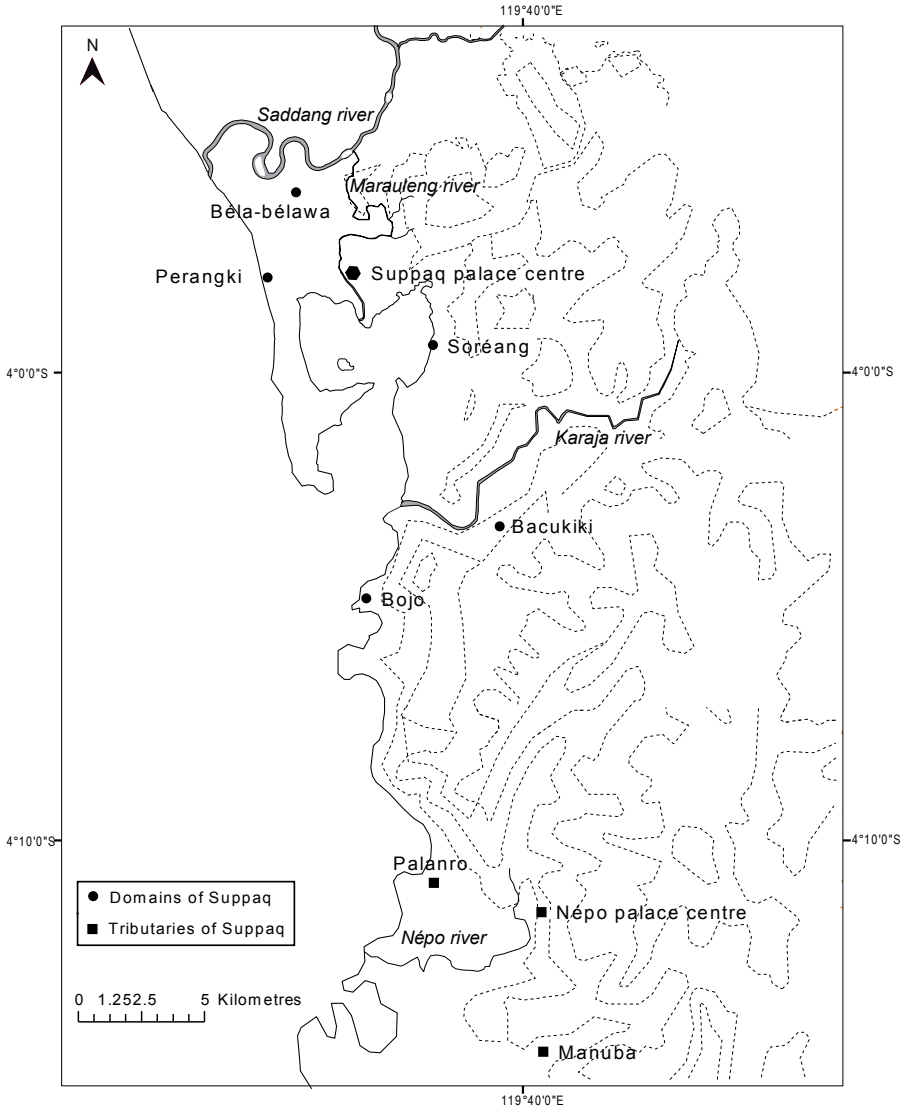 119°40'0"E
N
Saddang river
Marauleng river
Béla-bélawa
Perangki
Suppaq palace centre
Soréang
4°0'0"S
4°0'0"S
Karaja river
Bacukiki
Bojo
4°10'0"S
4°10'0"S
Palanro
Domains of Suppaq
Népo palace centre
Tributaries of Suppaq
Népo river
0 1.252.5 5 Kilometres
Manuba
119°40'0"E